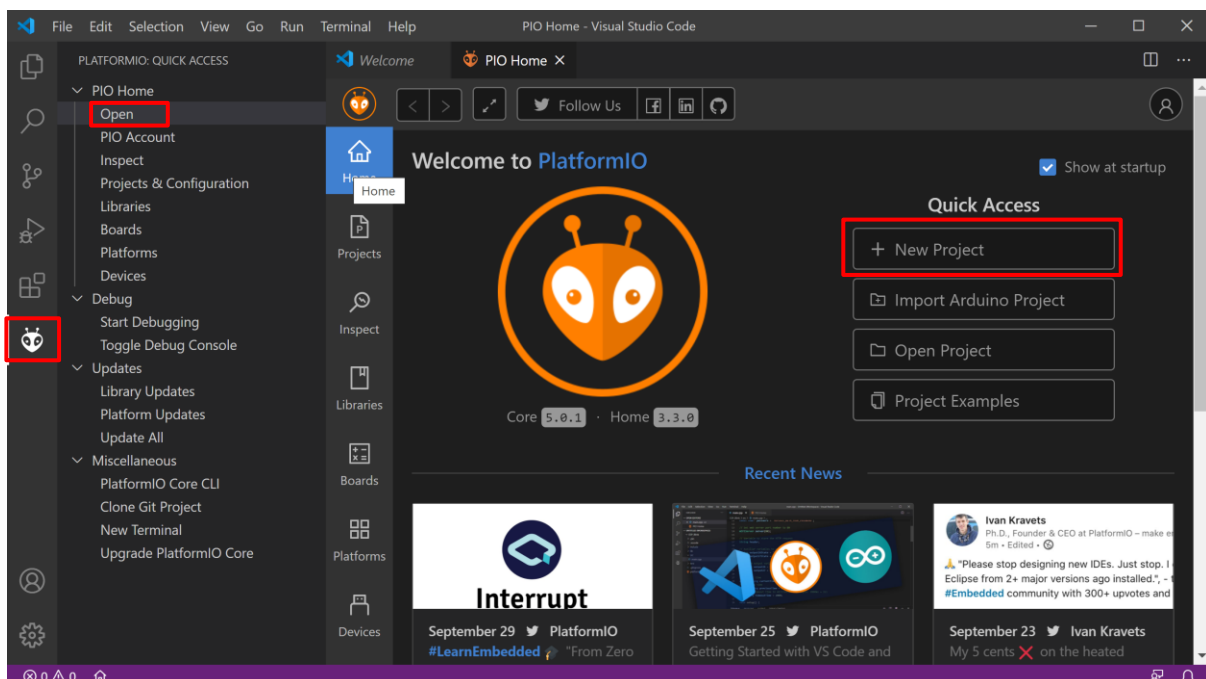 File Edit Selection View Go Run Terminal Help PIO Home - Visual Studio Code
PLATFORMIO: QUICK ACCESS
PIO Home
Open
PIO Account
Inspect
Projects & Configuration
Libraries
Boards
Platforms
Devices
Debug
Start Debugging
Toggle Debug Console
Updates
Library Updates
Platform Updates
Update All
Miscellaneous
PlatformIO Core CLI
Clone Git Project
New Terminal
Upgrade PlatformIO Core
Welcome PIO Home
< > Follow Us
Home
Home
Projects
Inspect
Libraries
Boards
Platforms
Devices
Welcome to PlatformIO
Show at startup
Quick Access
+ New Project
Import Arduino Project
Open Project
Project Examples
Core 5.0.1 · Home 3.3.0
Recent News
Interrupt
September 29 PlatformIO
#LearnEmbedded "From Zero
September 25 PlatformIO
Getting Started with VS Code and
Ivan Kravets
Ph.D., Founder & CEO at PlatformIO – make
5m • Edited •
"Please stop designing new IDEs. Just stop. I
Eclipse from 2+ major versions ago installed.", -
#Embedded community with 300+ upvotes and
September 23 Ivan Kravets
My 5 cents on the heated
0 0